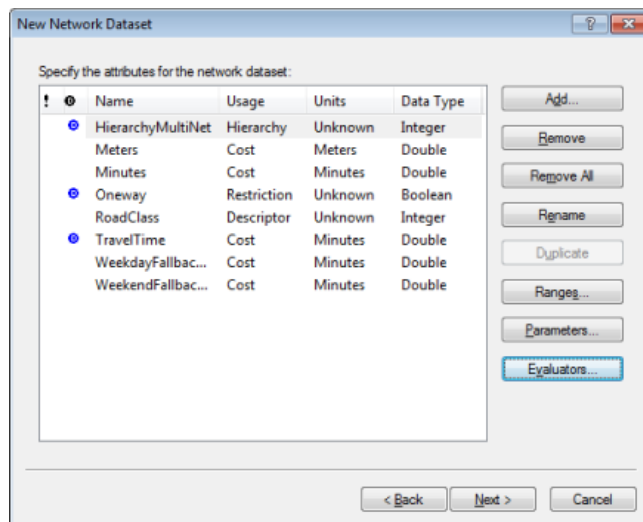 New Network Dataset
Specify the attributes for the network dataset:
! Name Usage Units Data Type
HierarchyMultiNet Hierarchy Unknown Integer
Meters Cost Meters Double
Minutes Cost Minutes Double
Oneway Restriction Unknown Boolean
RoadClass Descriptor Unknown Integer
TravelTime Cost Minutes Double
WeekdayFallbac... Cost Minutes Double
WeekendFallbac... Cost Minutes Double
Add...
Remove
Remove All
Rename
Duplicate
Ranges...
Parameters...
Evaluators...
< Back
Next >
Cancel